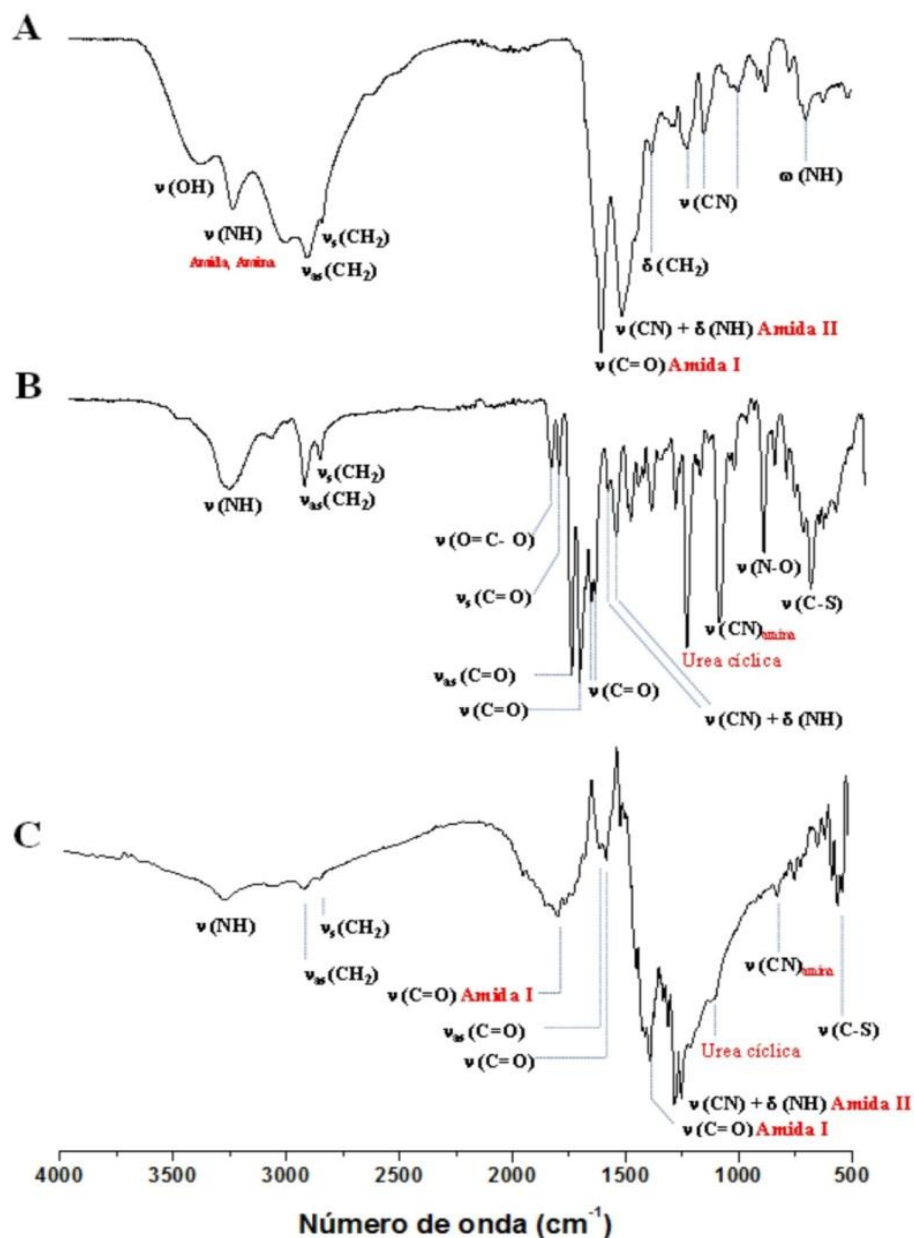 A
ν(OH)
ν(NH)
Amida, Amina
νs(CH2)
νas(CH2)
ν(CN)
ω(NH)
δ(CH2)
ν(CN) + δ(NH) Amida II
ν(C=O) Amida I
B
ν(NH)
νs(CH2)
νas(CH2)
ν(O=C- O)
νs(C=O)
ν(N-O)
ν(C-S)
ν(CN)amina
Urea cíclica
νas(C=O)
ν(C=O)
ν(C=O)
ν(CN) + δ(NH)
C
ν(NH)
νs(CH2)
νas(CH2)
ν(CN)amina
ν(C=O) Amida I
νas(C=O)
ν(C=O)
ν(C-S)
Urea cíclica
ν(CN) + δ(NH) Amida II
ν(C=O) Amida I
4000 3500 3000 2500 2000 1500 1000 500
Número de onda (cm-1)